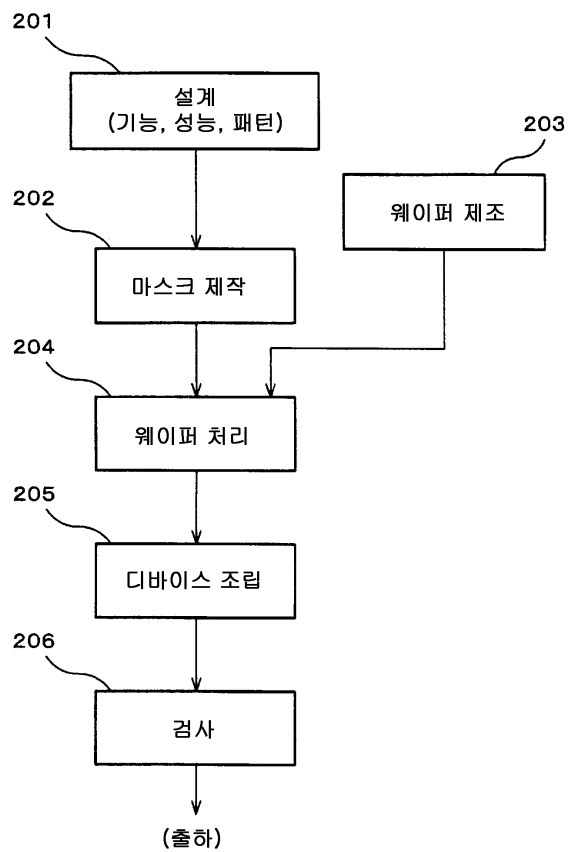 201
설계
(기능, 성능, 패턴)
203
웨이퍼 제조
202
마스크 제작
204
웨이퍼 처리
205
디바이스 조립
206
검사
(출하)